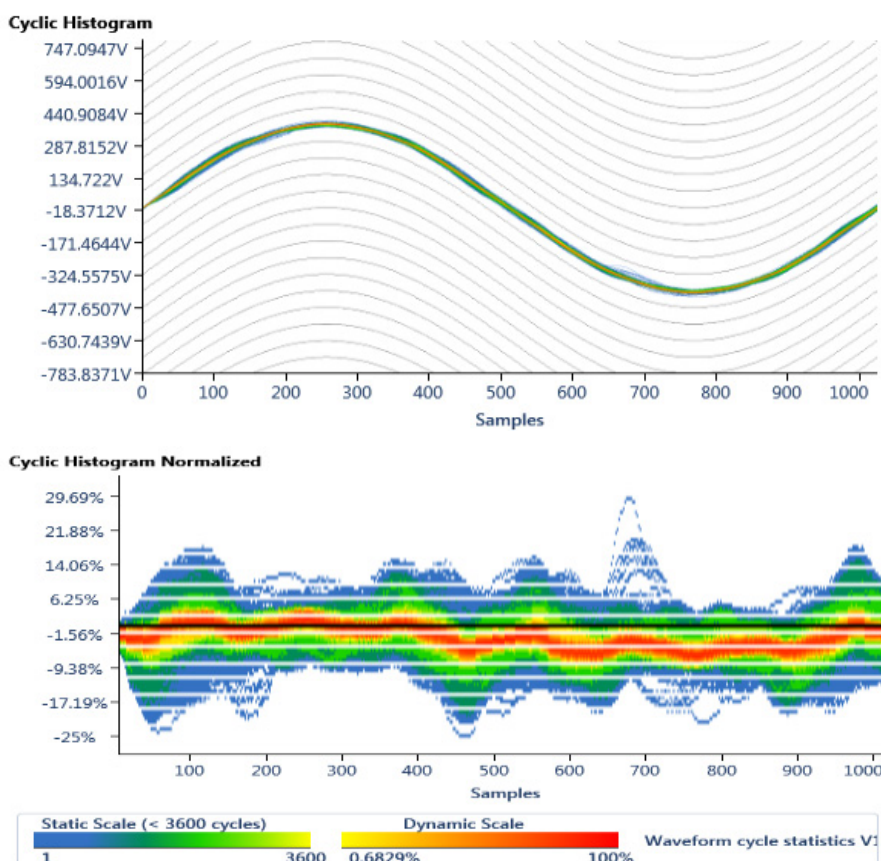 Cyclic Histogram
747.0947V
594.0016V
440.9084V
287.8152V
134.722V
-18.3712V
-171.4644V
-324.5575V
-477.6507V
-630.7439V
-783.8371V
0 100 200 300 400 500 600 700 800 900 1000
Samples
Cyclic Histogram Normalized
29.69%
21.88%
14.06%
6.25%
-1.56%
-9.38%
-17.19%
-25%
100 200 300 400 500 600 700 800 900 1000
Samples
Static Scale (< 3600 cycles) Dynamic Scale
Waveform cycle statistics
1 3600 0.6829% 100%